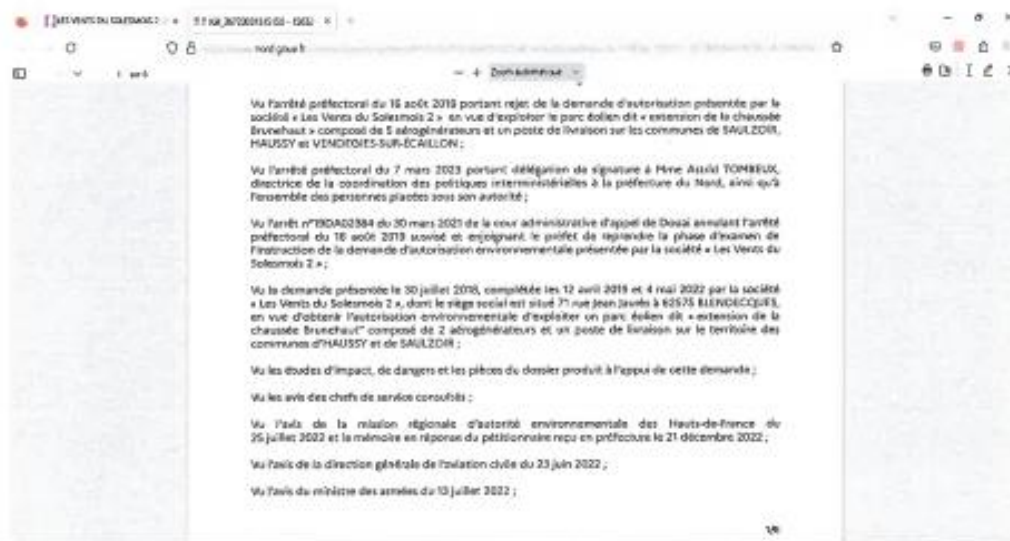 LES VENTS DU SOLESMOIS 2
nord.gouv.fr
Zoom automatique
Vu l'arrêté préfectoral du 16 août 2019 portant rejet de la demande d'autorisation présentée par la
société « Les Vents du Solesmois 2 » en vue d'exploiter le parc éolien dit « extension de la chaussée
Brunehaut » composé de 5 aérogénérateurs et un poste de livraison sur les communes de SAULZOIR,
HAUSSY et VENDEGIES-SUR-ÉCAILLON ;
Vu l'arrêté préfectoral du 7 mars 2023 portant délégation de signature à Mme Astrid TOMBEUX,
directrice de la coordination des politiques interministérielles à la préfecture du Nord, ainsi qu'à
l'ensemble des personnes placées sous son autorité ;
Vu l'arrêt n°19DA02384 du 30 mars 2021 de la cour administrative d'appel de Douai annulant l'arrêté
préfectoral du 16 août 2019 susvisé et enjoignant le préfet de reprendre la phase d'examen de
l'instruction de la demande d'autorisation environnementale présentée par la société « Les Vents du
Solesmois 2 » ;
Vu la demande présentée le 30 juillet 2018, complétée les 12 avril 2019 et 4 mai 2022 par la société
« Les Vents du Solesmois 2 », dont le siège social est situé 71 rue Jean Jaurès à 62575 BLENDECQUES,
en vue d'obtenir l'autorisation environnementale d'exploiter un parc éolien dit « extension de la
chaussée Brunehaut" composé de 2 aérogénérateurs et un poste de livraison sur le territoire des
communes d'HAUSSY et de SAULZOIR ;
Vu les études d'impact, de dangers et les pièces du dossier produit à l'appui de cette demande ;
Vu les avis des chefs de service consultés ;
Vu l'avis de la mission régionale d'autorité environnementale des Hauts-de-France du
25 juillet 2022 et le mémoire en réponse du pétitionnaire reçu en préfecture le 21 décembre 2022 ;
Vu l'avis de la direction générale de l'aviation civile du 23 juin 2022 ;
Vu l'avis du ministre des armées du 13 juillet 2022 ;